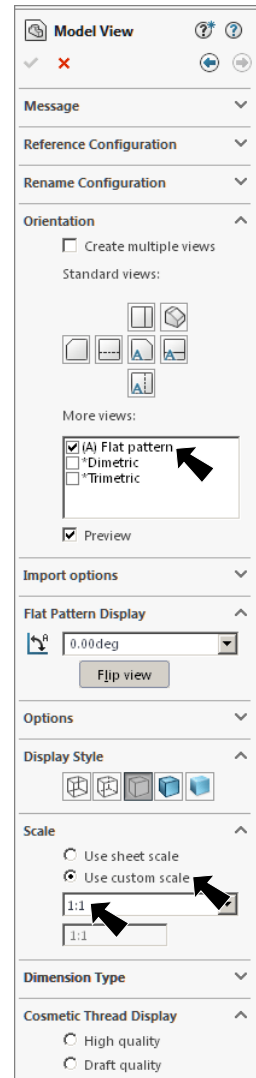 Model View
Message
Reference Configuration
Rename Configuration
Orientation
Create multiple views
Standard views:
More views:
(A) Flat pattern
*Dimetric
*Trimetric
Preview
Import options
Flat Pattern Display
0.00deg
Flip view
Options
Display Style
Scale
Use sheet scale
Use custom scale
1:1
1:1
Dimension Type
Cosmetic Thread Display
High quality
Draft quality